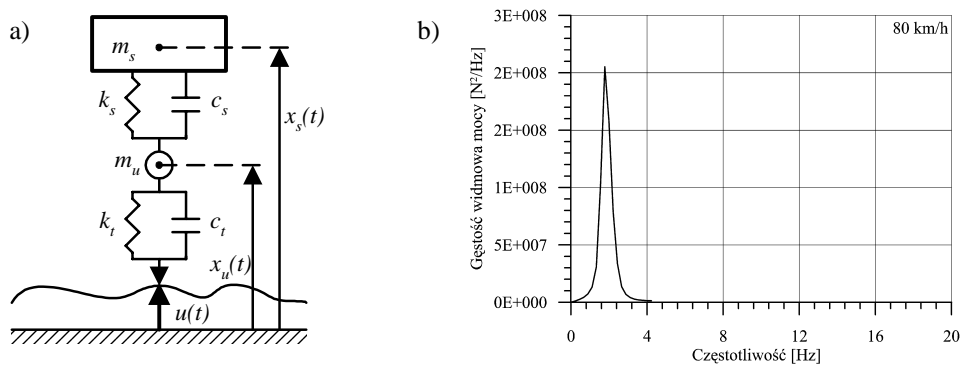 a)
m_s
k_s
c_s
x_s(t)
m_u
k_t
c_t
x_u(t)
u(t)
b)
80 km/h
Gęstość widmowa mocy [N²/Hz]
3E+008
2E+008
2E+008
1E+008
5E+007
0E+000
0 4 8 12 16 20
Częstotliwość [Hz]